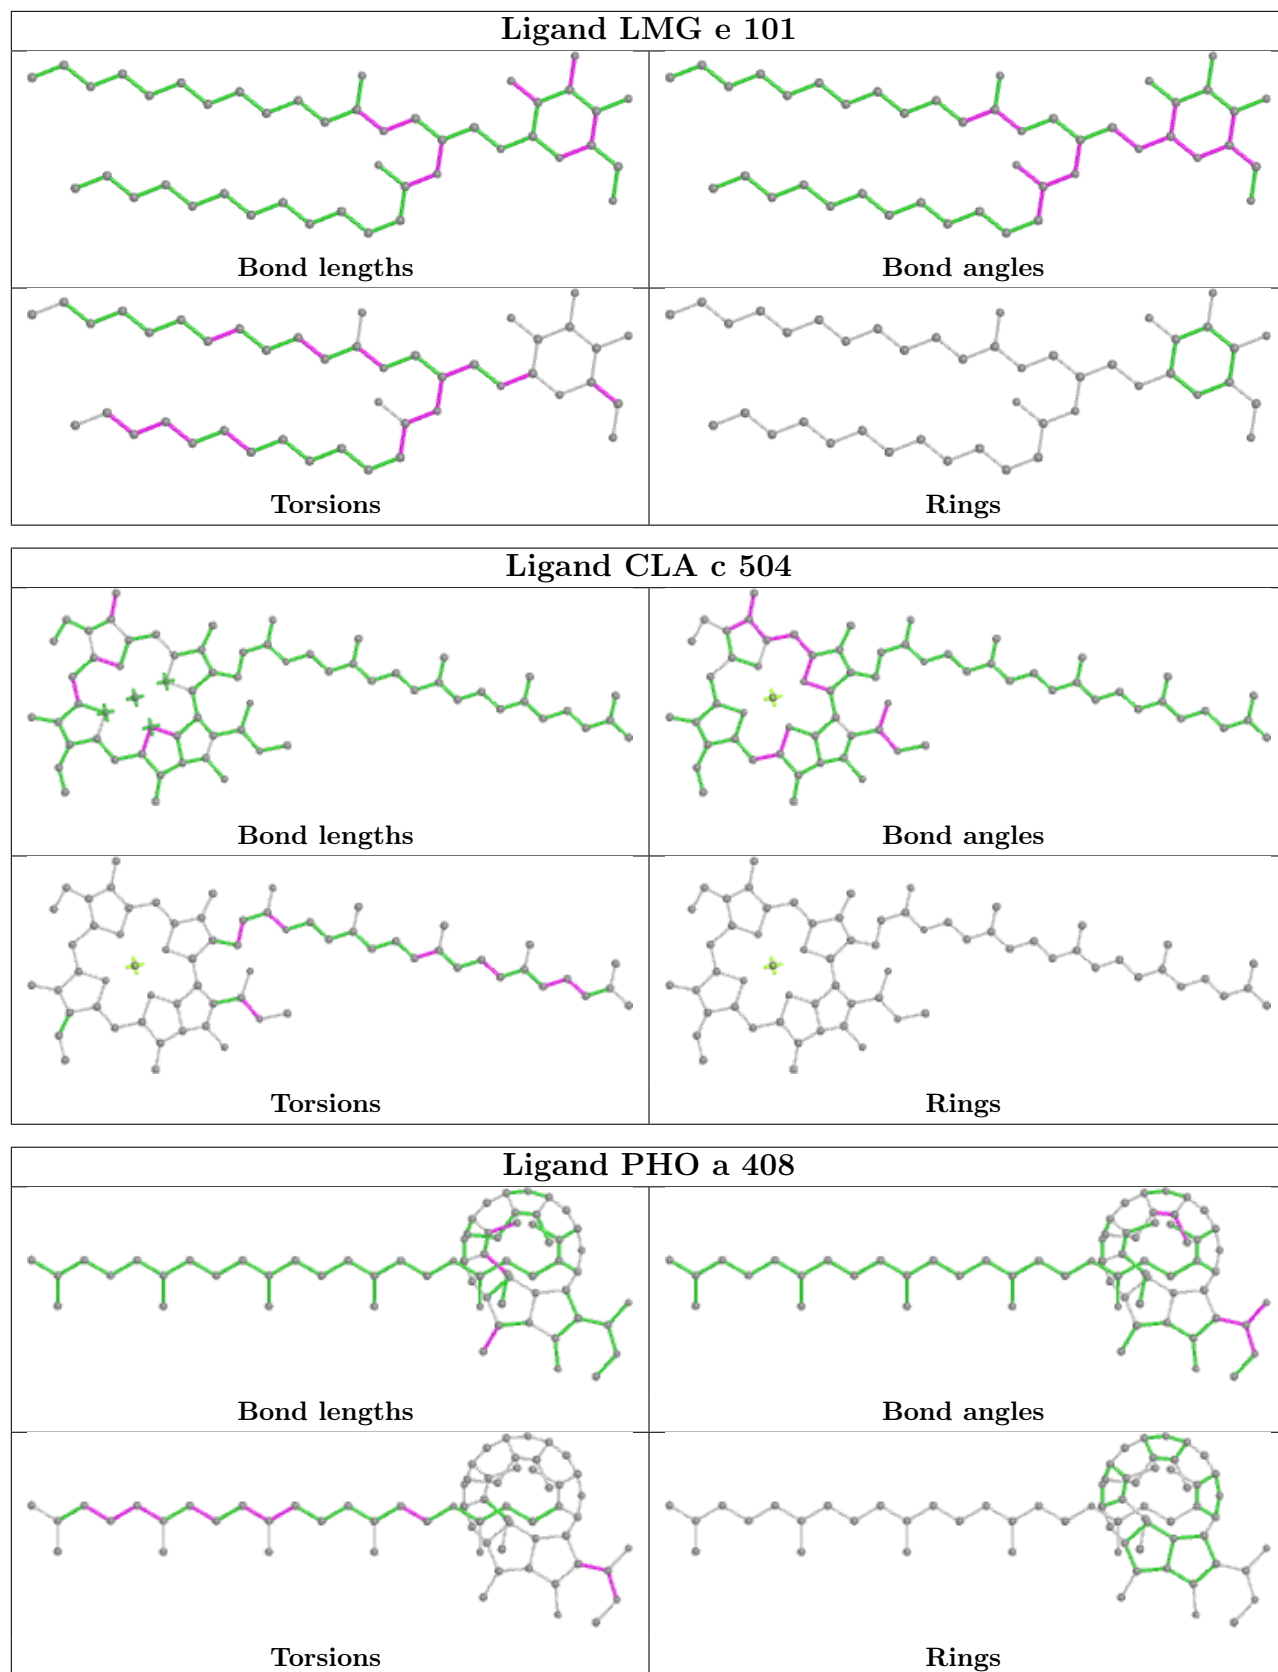 Ligand LMG e 101
Bond lengths
Bond angles
Torsions
Rings
Ligand CLA c 504
Bond lengths
Bond angles
Torsions
Rings
Ligand PHO a 408
Bond lengths
Bond angles
Torsions
Rings